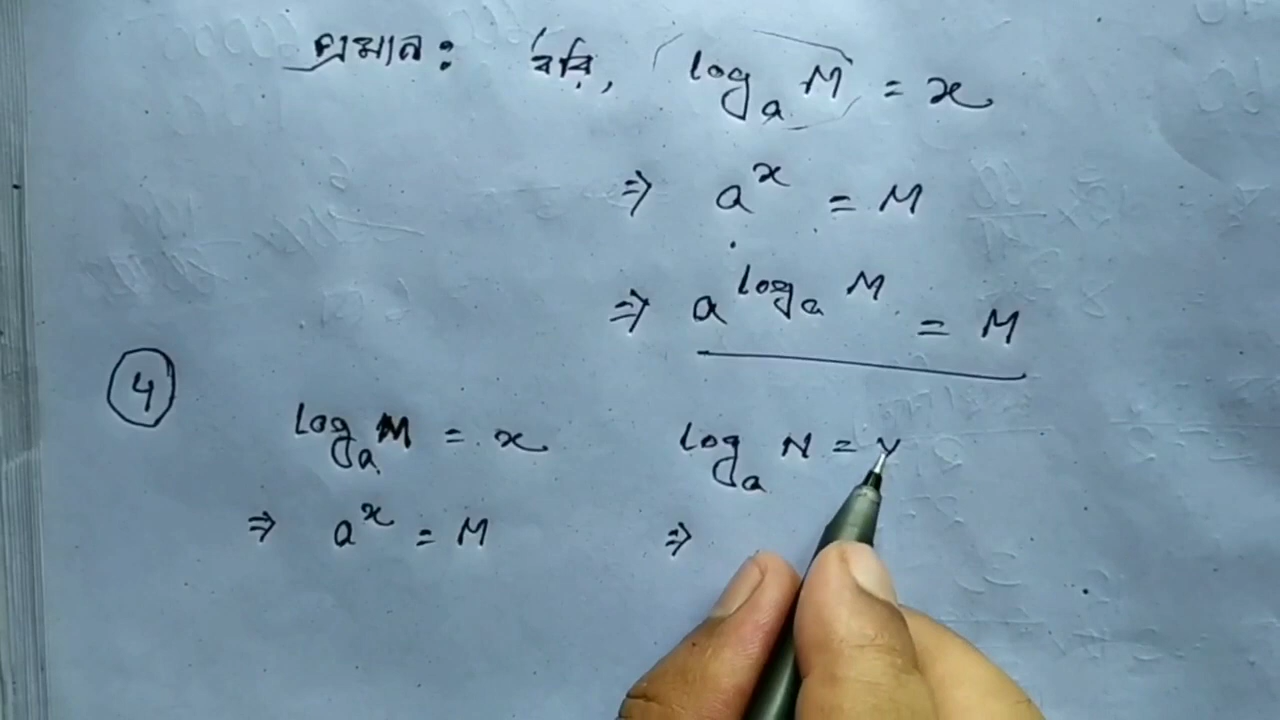 প্রমাণ: ধরি, logₐ M = x
⇒ aˣ = M
⇒ a^(logₐ M) = M
④
logₐ M = x logₐ N = y
⇒ aˣ = M ⇒